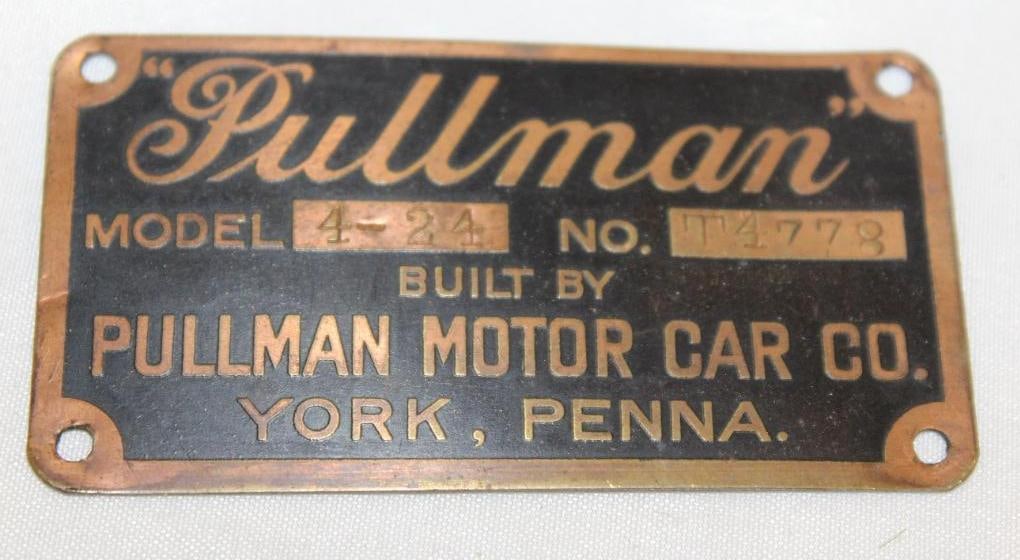 "Pullman"
MODEL 4-24 NO. T4778
BUILT BY
PULLMAN MOTOR CAR CO.
YORK, PENNA.